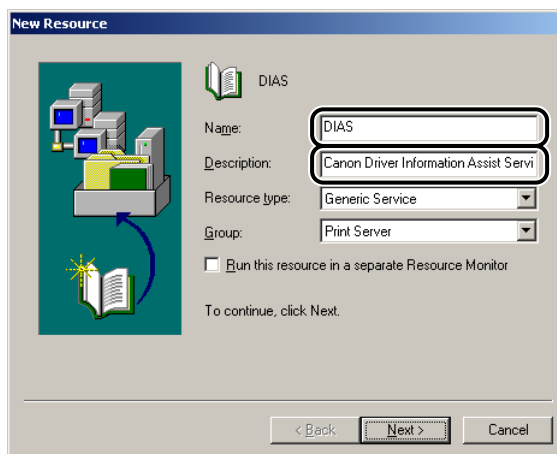 New Resource
DIAS
Name: DIAS
Description: Canon Driver Information Assist Servi
Resource type: Generic Service
Group: Print Server
Run this resource in a separate Resource Monitor
To continue, click Next.
< Back Next > Cancel